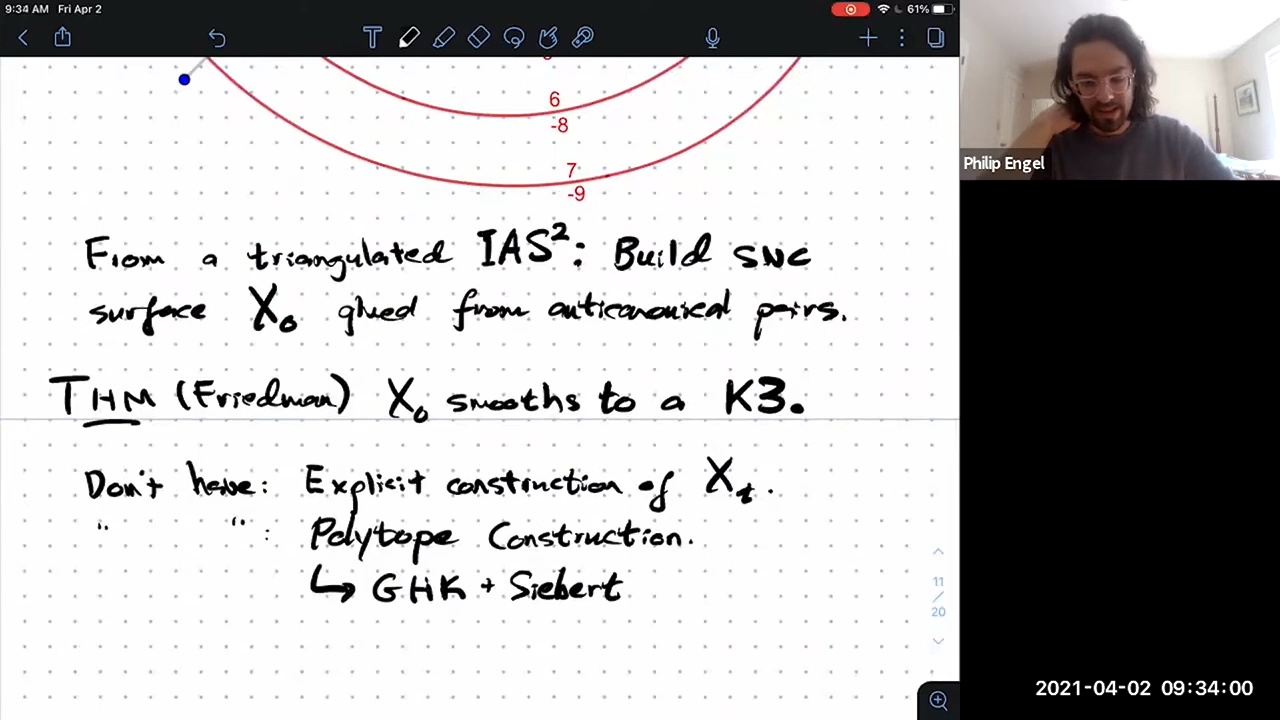 9:34 AM Fri Apr 2
61%
T
6
-8
7
-9
From a triangulated IAS²: Build SNC
surface X₀ glued from anticanonical pairs.
THM (Friedman) X₀ smooths to a K3.
Don't have: Explicit construction of Xₜ.
" " : Polytope Construction.
↳ GHK + Siebert
11
/
20
Philip Engel
2021-04-02 09:34:00